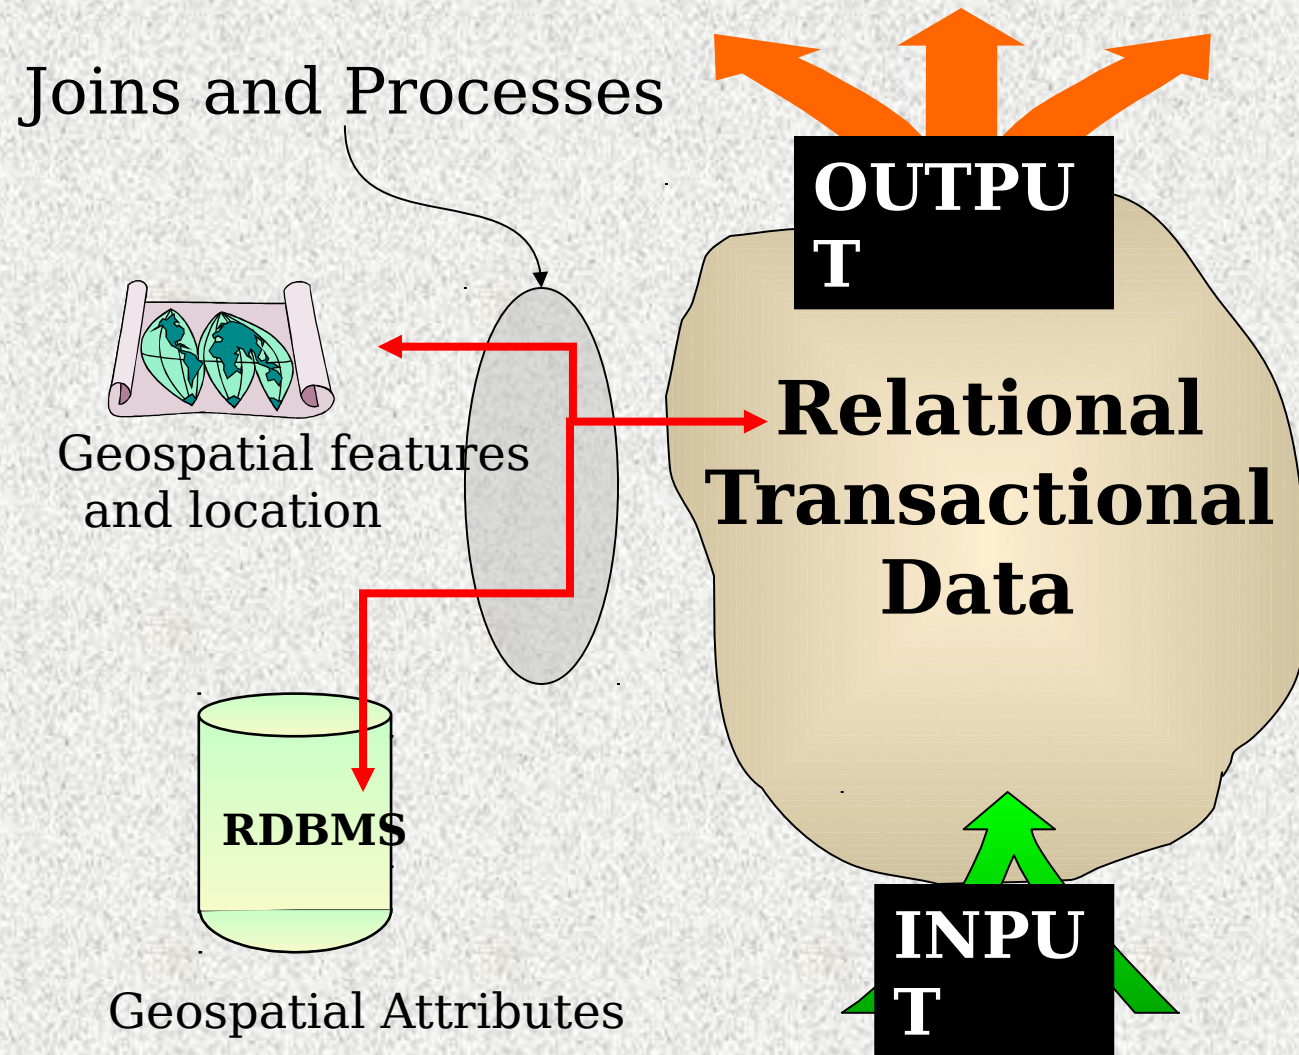 Joins and Processes
OUTPU
T
Geospatial features
and location
Relational
Transactional
Data
RDBMS
INPU
T
Geospatial Attributes